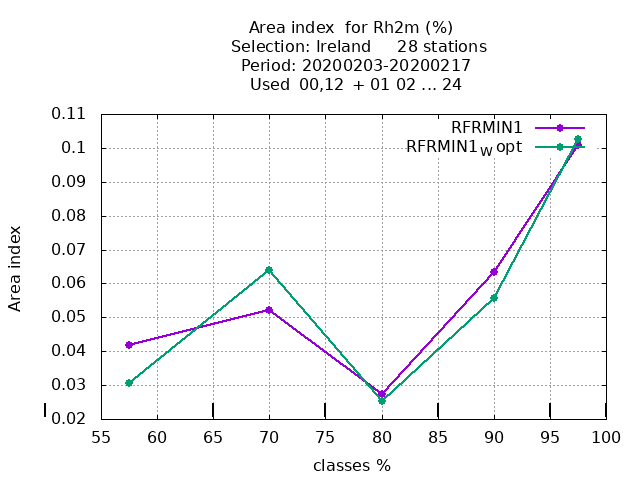 Area index for Rh2m (%)
Selection: Ireland 28 stations
Period: 20200203-20200217
Used 00,12 + 01 02 ... 24
RFRMIN1
RFRMIN1W opt
0.11
0.1
0.09
0.08
0.07
0.06
0.05
0.04
0.03
0.02
Area index
55 60 65 70 75 80 85 90 95 100
classes %